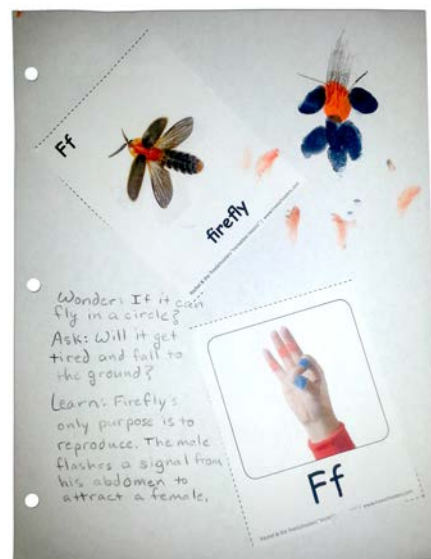 Ff
firefly
Wonder: If it can
fly in a circle?
Ask: Will it get
tired and fall to
the ground?
Learn: Firefly's
only purpose is to
reproduce. The male
flashes a signal from
his abdomen to
attract a female.
Ff